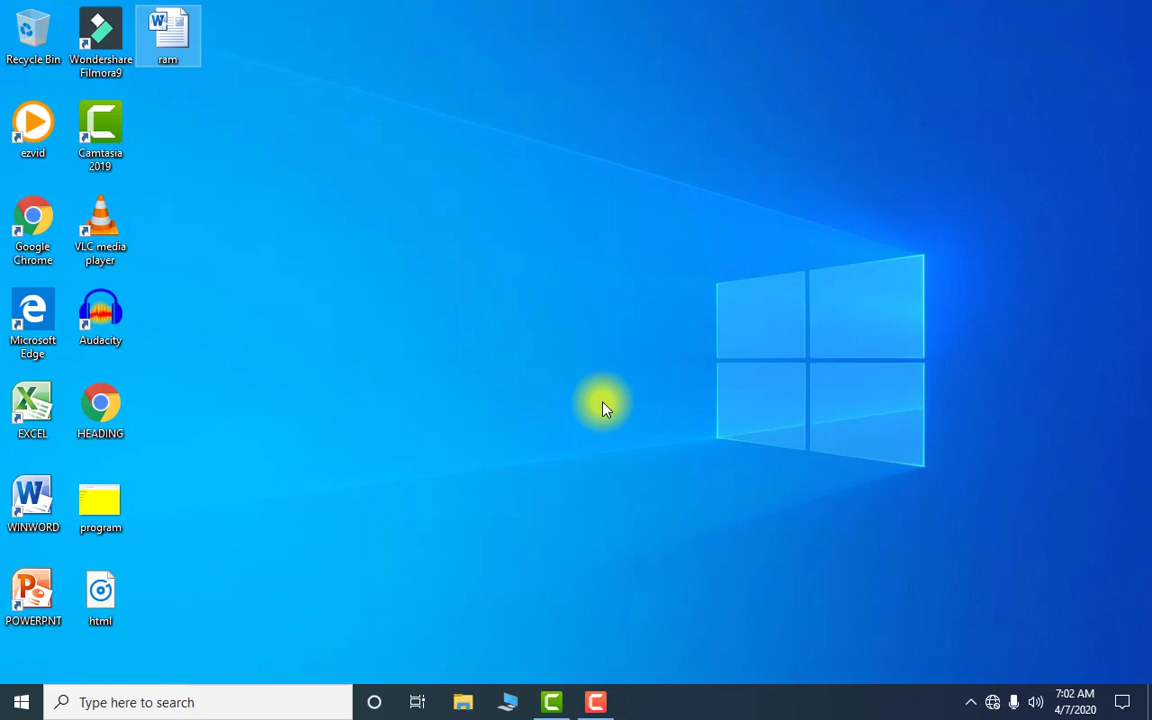 Recycle Bin
Wondershare
Filmora9
ram
ezvid
Camtasia
2019
Google
Chrome
VLC media
player
Microsoft
Edge
Audacity
EXCEL
HEADING
WINWORD
program
POWERPNT
html
Type here to search
7:02 AM
4/7/2020